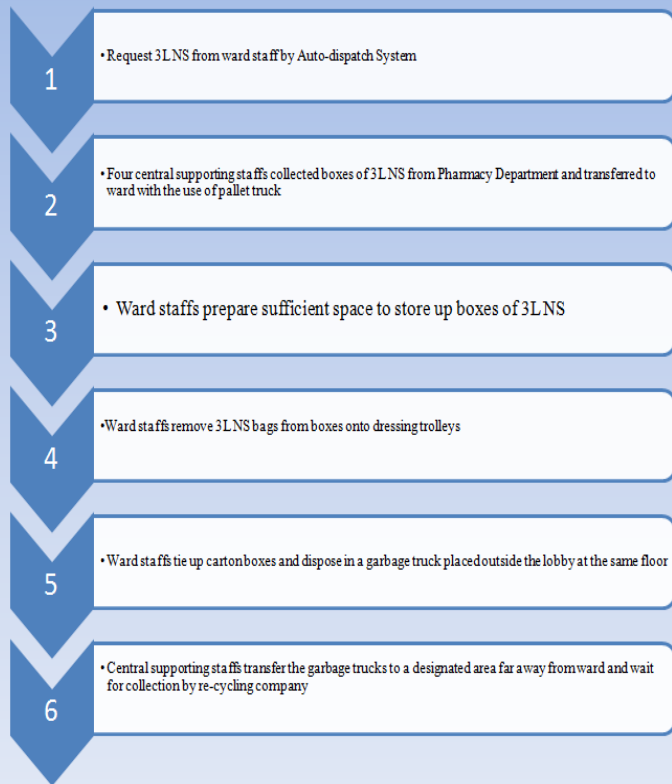 1
• Request 3L NS from ward staff by Auto-dispatch System
2
• Four central supporting staffs collected boxes of 3L NS from Pharmacy Department and transferred to
ward with the use of pallet truck
3
• Ward staffs prepare sufficient space to store up boxes of 3L NS
4
• Ward staffs remove 3L NS bags from boxes onto dressing trolleys
5
• Ward staffs tie up carton boxes and dispose in a garbage truck placed outside the lobby at the same floor
6
• Central supporting staffs transfer the garbage trucks to a designated area far away from ward and wait
for collection by re-cycling company